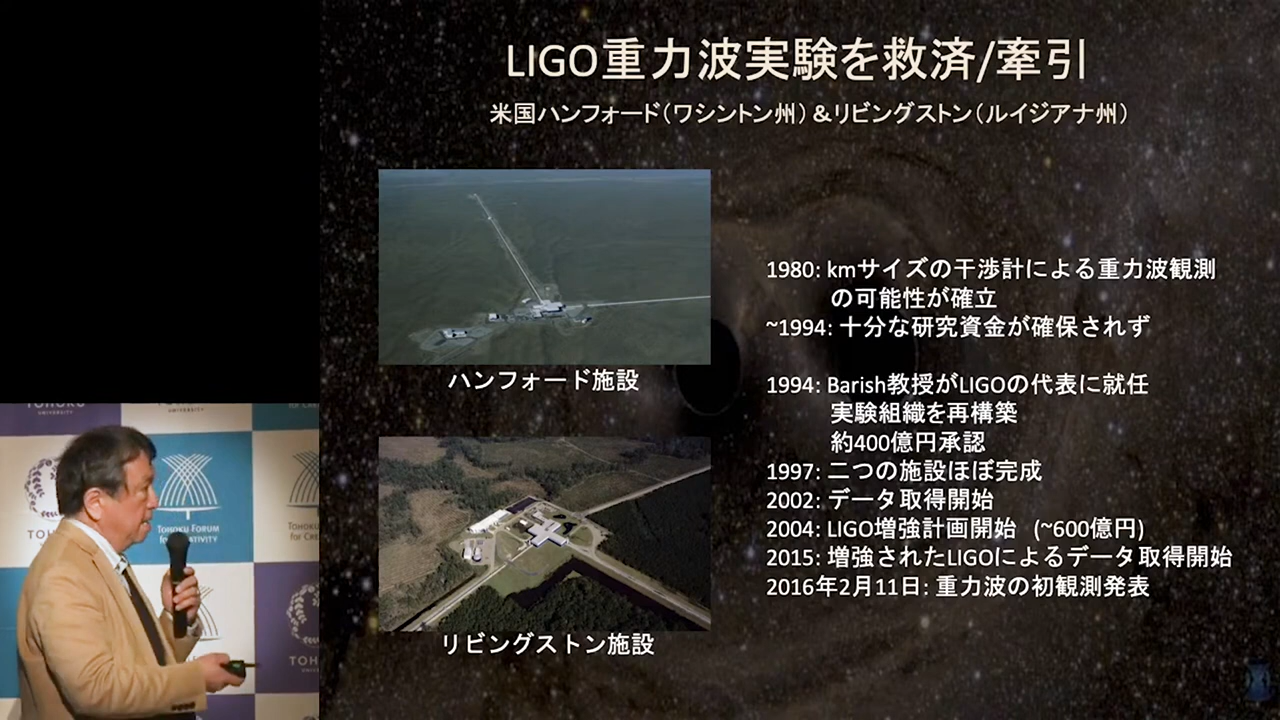 LIGO重力波実験を救済/牽引
米国ハンフォード（ワシントン州）＆リビングストン（ルイジアナ州）
ハンフォード施設
リビングストン施設
1980: kmサイズの干渉計による重力波観測
の可能性が確立
~1994: 十分な研究資金が確保されず
1994: Barish教授がLIGOの代表に就任
実験組織を再構築
約400億円承認
1997: 二つの施設ほぼ完成
2002: データ取得開始
2004: LIGO増強計画開始 (~600億円)
2015: 増強されたLIGOによるデータ取得開始
2016年2月11日: 重力波の初観測発表
UNIVERSITY
TOHOKU FORUM